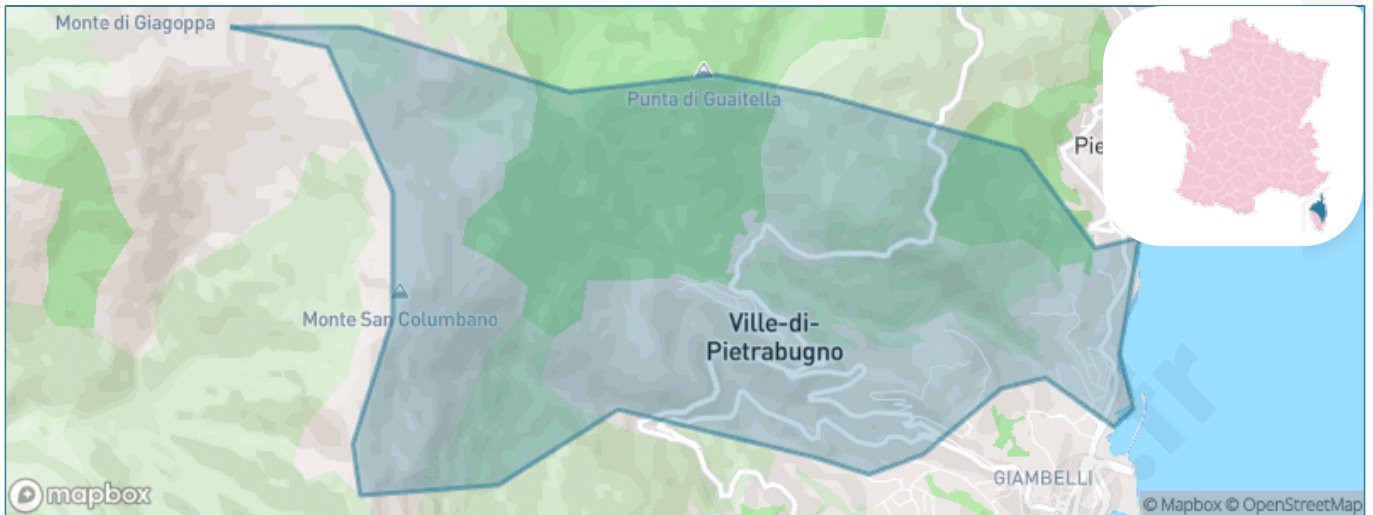 Monte di Giagoppa
Punta di Guaitella
Pie
Monte San Columbano
Ville-di-
Pietrabugno
GIAMBELLI
mapbox
© Mapbox © OpenStreetMap